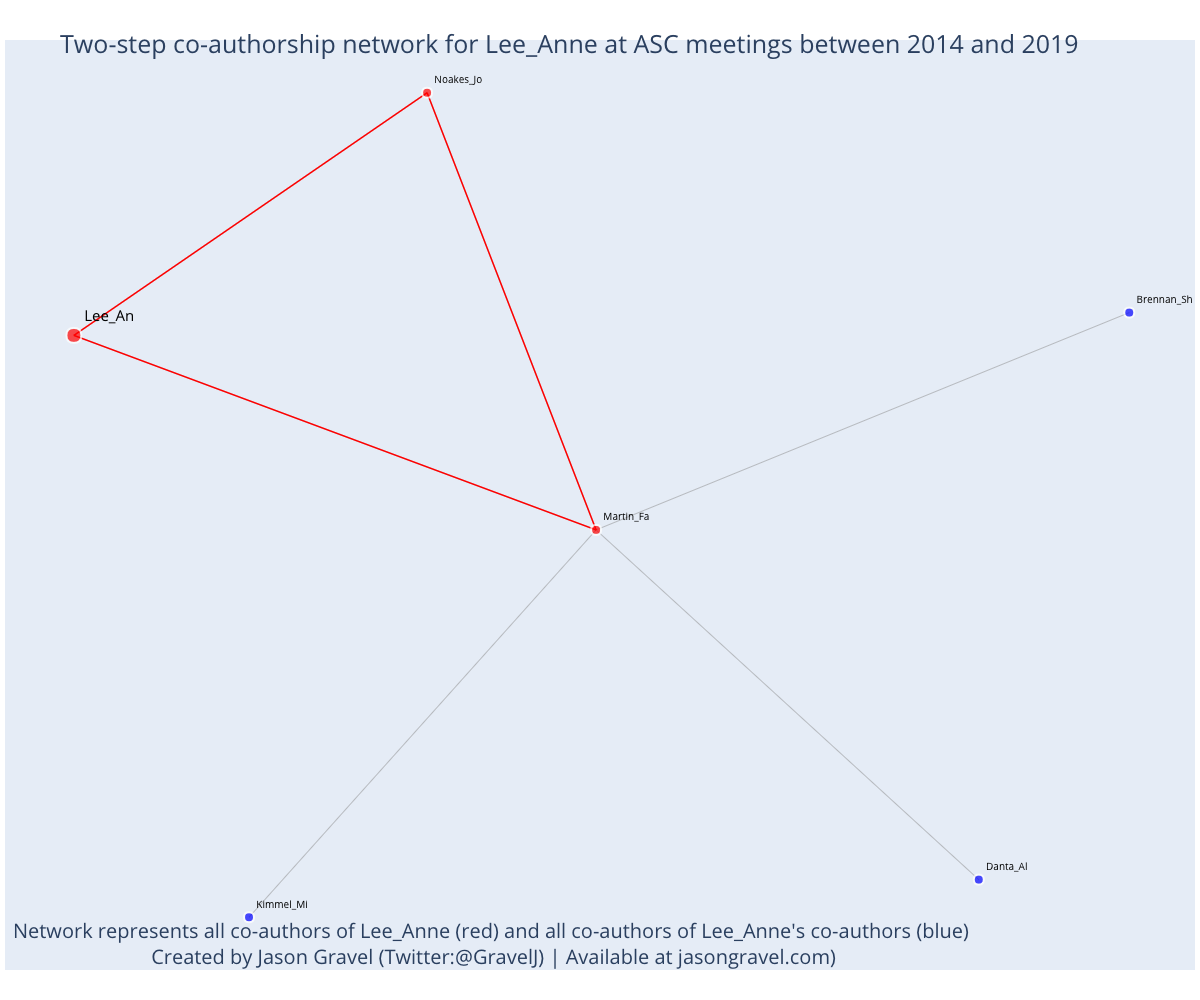 Two-step co-authorship network for Lee_Anne at ASC meetings between 2014 and 2019
Noakes_Jo
Brennan_Sh
Lee_An
Martin_Fa
Danta_Al
Kimmel_Mi
Network represents all co-authors of Lee_Anne (red) and all co-authors of Lee_Anne's co-authors (blue)
Created by Jason Gravel (Twitter:@GravelJ) | Available at jasongravel.com)